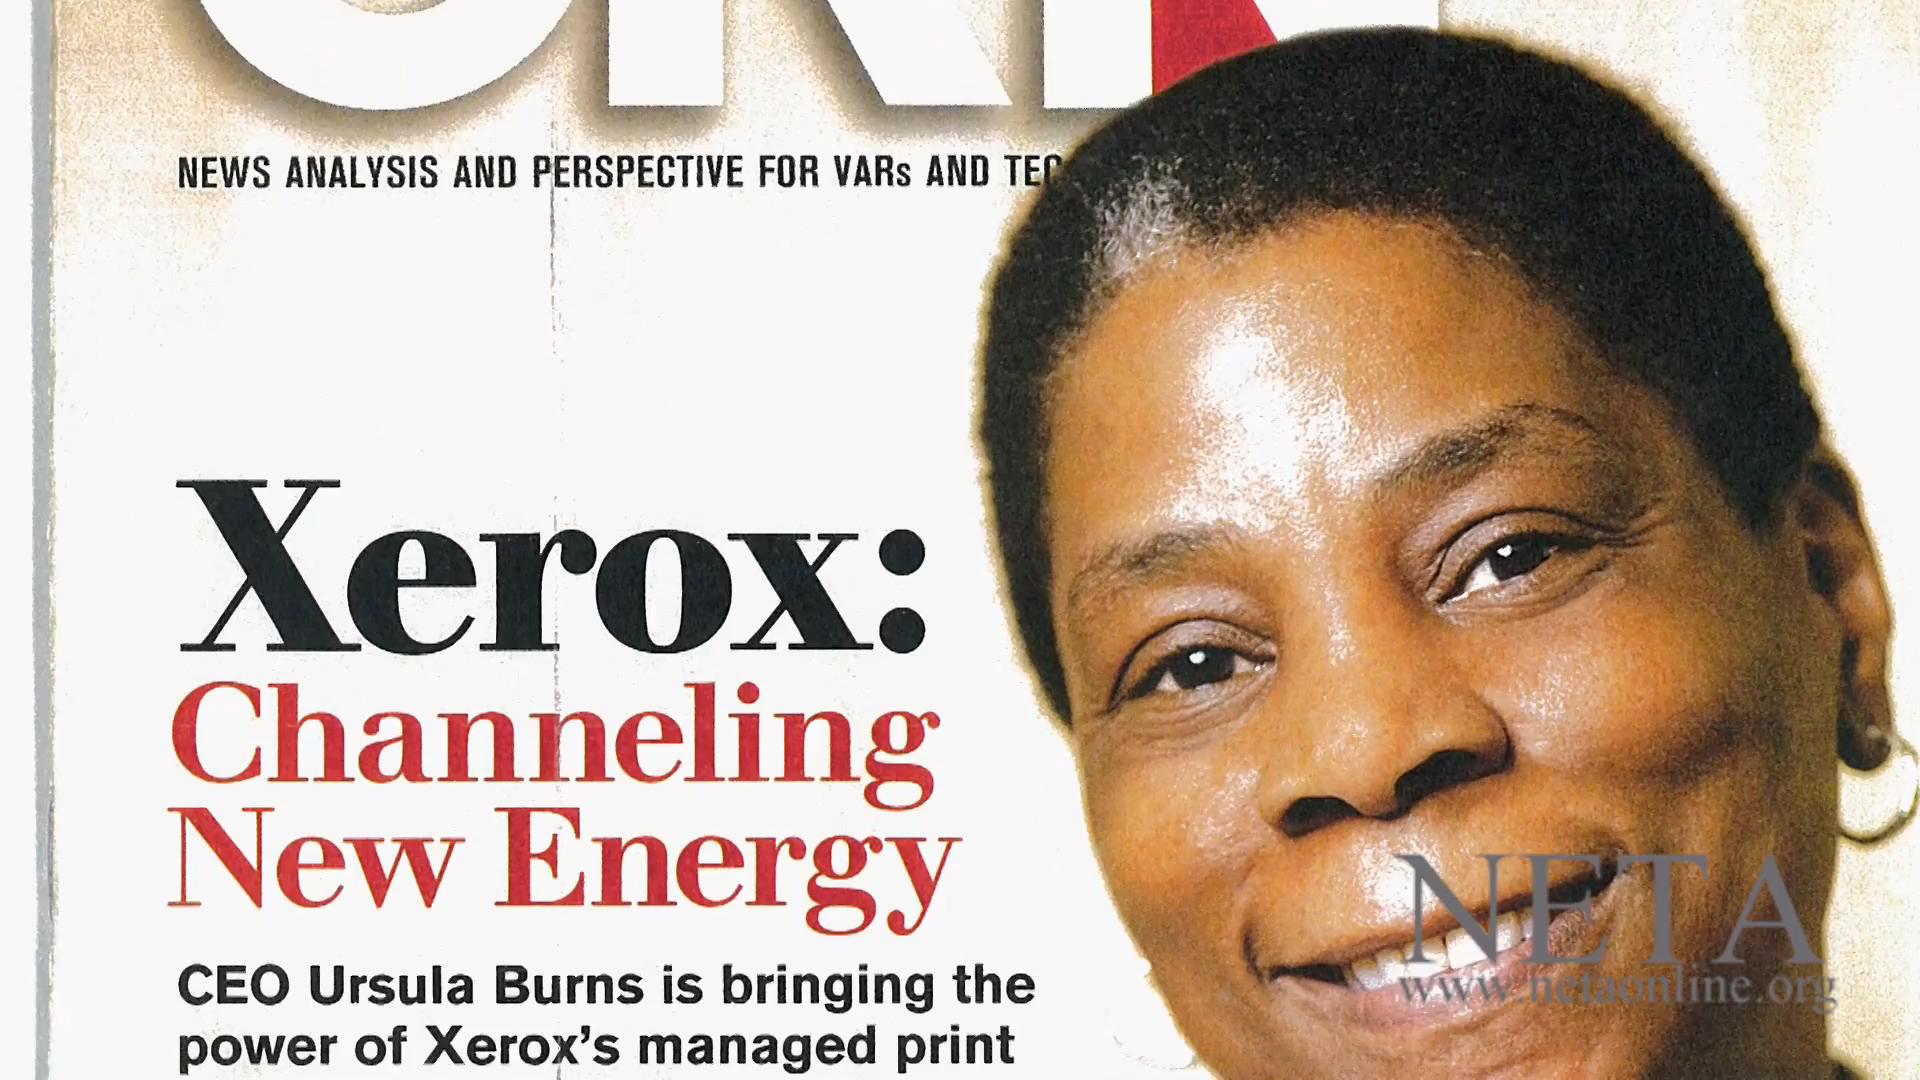 CRN
NEWS ANALYSIS AND PERSPECTIVE FOR VARs AND TEC
Xerox:
Channeling
New Energy
CEO Ursula Burns is bringing the
power of Xerox's managed print
NETA
www.netaonline.org